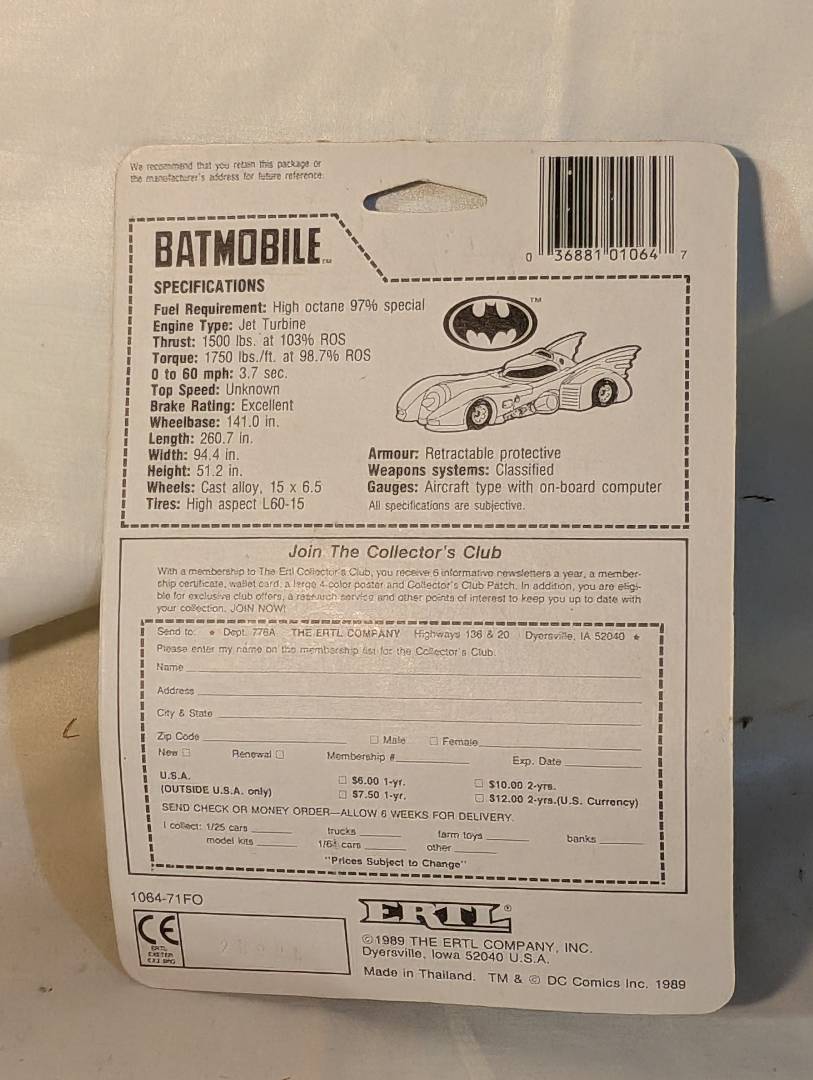 We recommend that you retain this package or
the manufacturer's address for future reference.
0 36881 01064 7
BATMOBILE™
SPECIFICATIONS
Fuel Requirement: High octane 97% special
Engine Type: Jet Turbine
Thrust: 1500 lbs. at 103% ROS
Torque: 1750 lbs./ft. at 98.7% ROS
0 to 60 mph: 3.7 sec.
Top Speed: Unknown
Brake Rating: Excellent
Wheelbase: 141.0 in.
Length: 260.7 in.
Width: 94.4 in.
Height: 51.2 in.
Wheels: Cast alloy, 15 x 6.5
Tires: High aspect L60-15
TM
Armour: Retractable protective
Weapons systems: Classified
Gauges: Aircraft type with on-board computer
All specifications are subjective.
Join The Collector's Club
With a membership to The Ertl Collector's Club, you receive 6 informative newsletters a year, a member-
ship certificate, wallet card, a large 4-color poster and Collector's Club Patch. In addition, you are eligi-
ble for exclusive club offers, a research service and other points of interest to keep you up to date with
your collection. JOIN NOW!
Send to: • Dept. 776A THE ERTL COMPANY Highways 136 & 20 Dyersville, IA 52040 •
Please enter my name on the membership list for the Collector's Club.
Name
Address
City & State
Zip Code □ Male □ Female
New □ Renewal □ Membership # Exp. Date
U.S.A. □ $6.00 1-yr. □ $10.00 2-yrs.
(OUTSIDE U.S.A. only) □ $7.50 1-yr. □ $12.00 2-yrs.(U.S. Currency)
SEND CHECK OR MONEY ORDER—ALLOW 6 WEEKS FOR DELIVERY.
I collect: 1/25 cars trucks farm toys banks
model kits 1/64 cars other
"Prices Subject to Change"
1064-71FO
CE
ERTL
EXETER
EX2 8PG
ERTL®
©1989 THE ERTL COMPANY, INC.
Dyersville, Iowa 52040 U.S.A.
Made in Thailand. TM & © DC Comics Inc. 1989